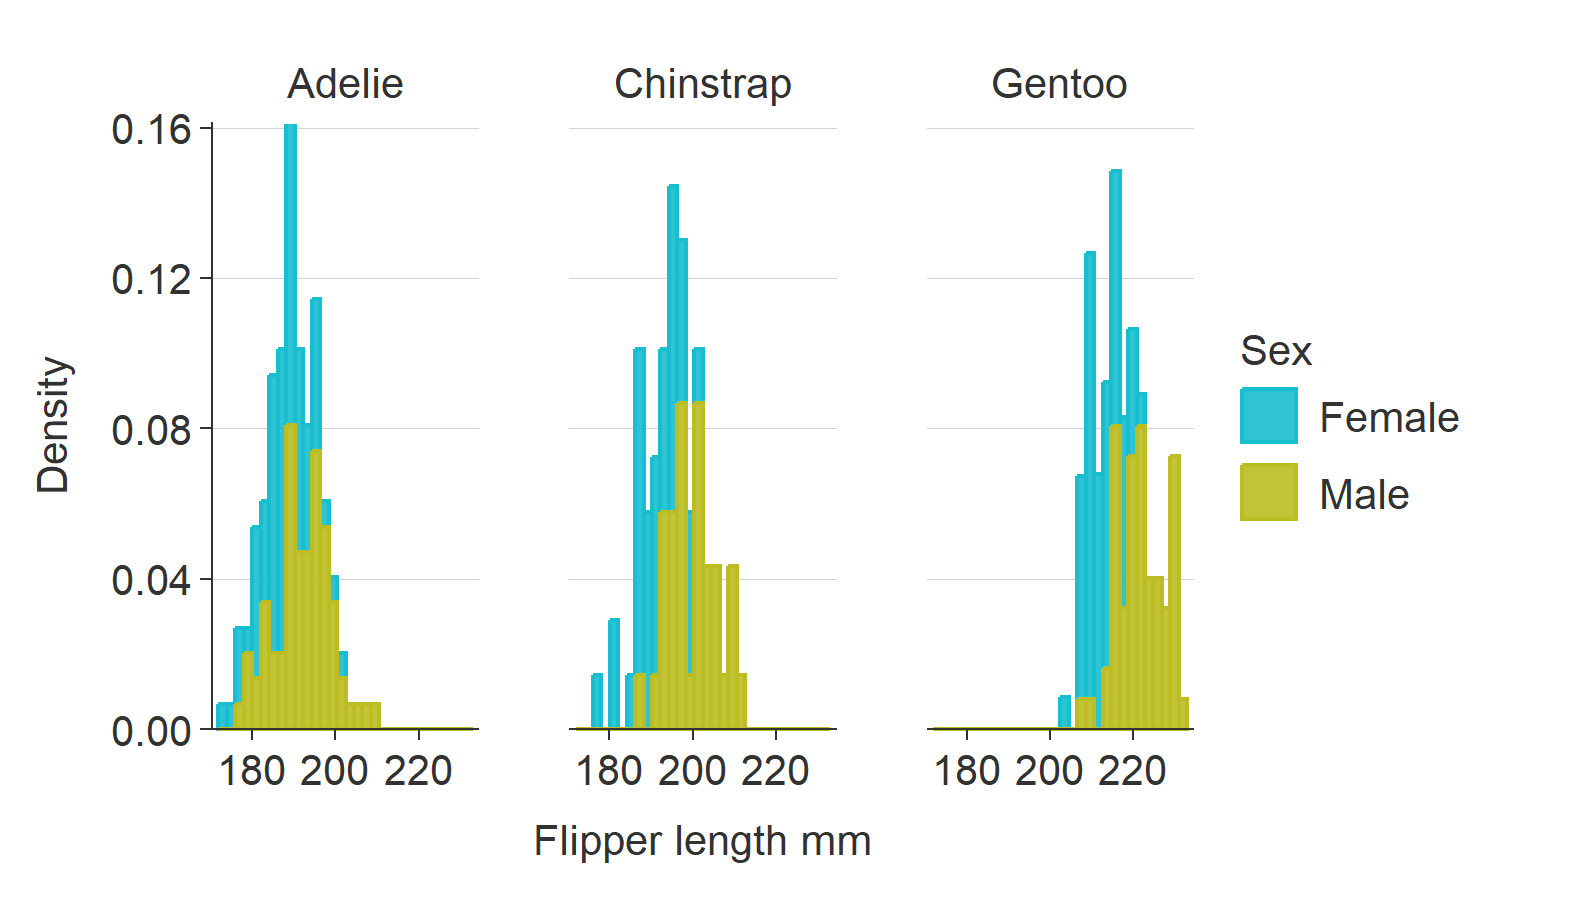 Adelie
Chinstrap
Gentoo
0.16
0.12
0.08
0.04
0.00
Density
180 200 220
180 200 220
180 200 220
Flipper length mm
Sex
Female
Male